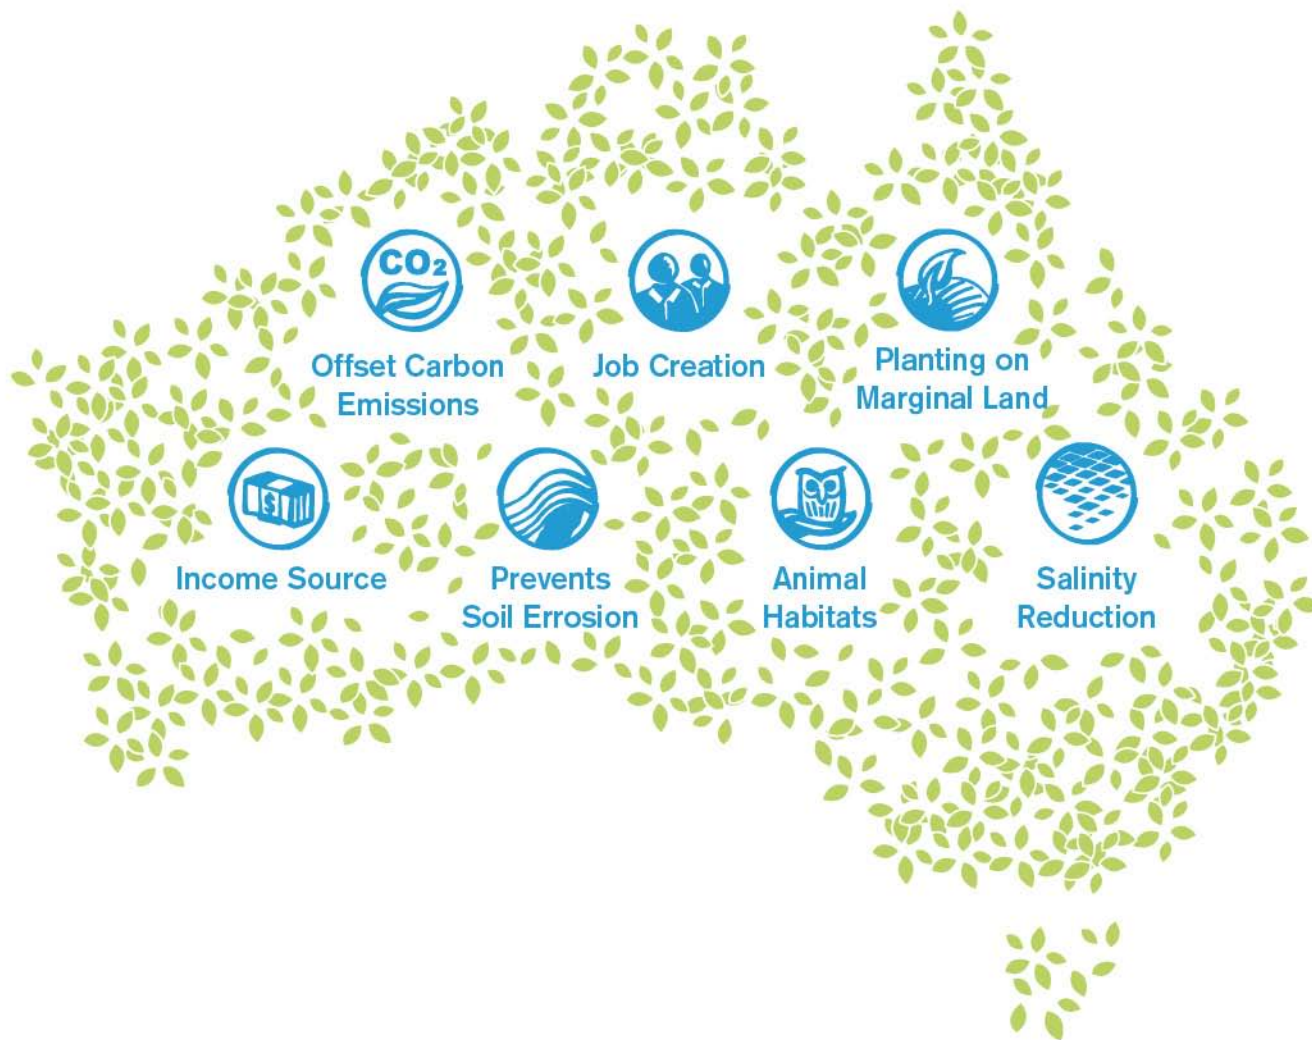 CO₂
Offset Carbon
Emissions
Job Creation
Planting on
Marginal Land
$
Income Source
Prevents
Soil Errosion
Animal
Habitats
Salinity
Reduction